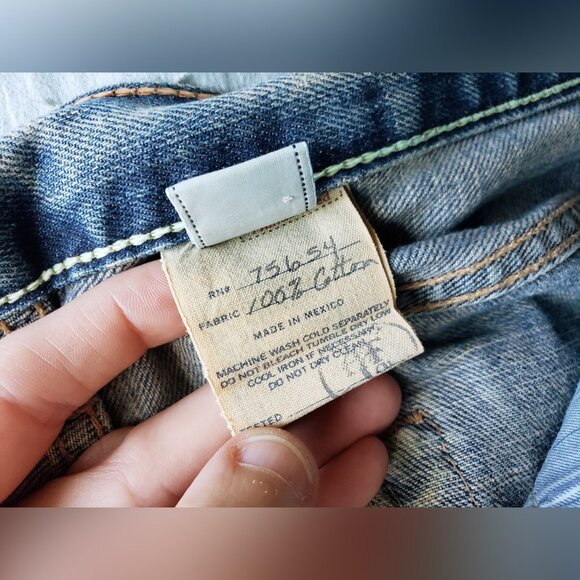 RN# 75654
FABRIC 100% Cotton
MADE IN MEXICO
MACHINE WASH COLD SEPARATELY
DO NOT BLEACH TUMBLE DRY LOW
COOL IRON IF NECESSARY
DO NOT DRY CLEAN